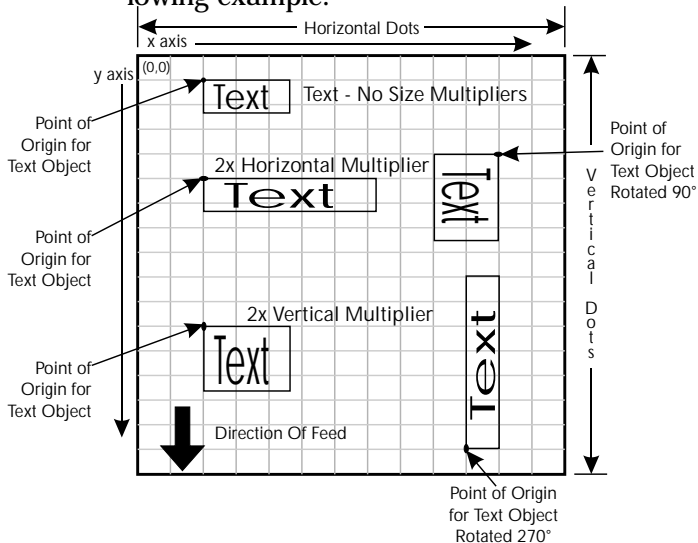 lowing example.
Horizontal Dots
x axis
y axis
(0,0)
Text
Text - No Size Multipliers
Point of
Origin for
Text Object
Point of
Origin for
Text Object
Rotated 90°
2x Horizontal Multiplier
Text
Text
Vertical Dots
Point of
Origin for
Text Object
2x Vertical Multiplier
Text
Text
Point of
Origin for
Text Object
Direction Of Feed
Point of Origin
for Text Object
Rotated 270°